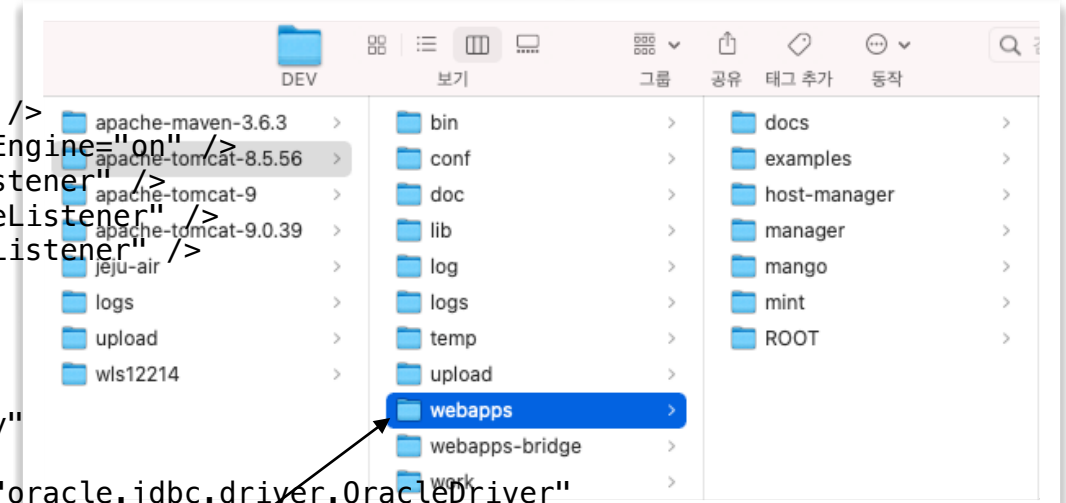 DEV
보기
그룹
공유
태그 추가
동작
/>
Engine="on" />
stener" />
eListener" />
Listener" />
y"
"oracle.jdbc.driver.OracleDriver"
apache-maven-3.6.3
apache-tomcat-8.5.56
apache-tomcat-9
apache-tomcat-9.0.39
jeju-air
logs
upload
wls12214
bin
conf
doc
lib
log
logs
temp
upload
webapps
webapps-bridge
work
docs
examples
host-manager
manager
mango
mint
ROOT